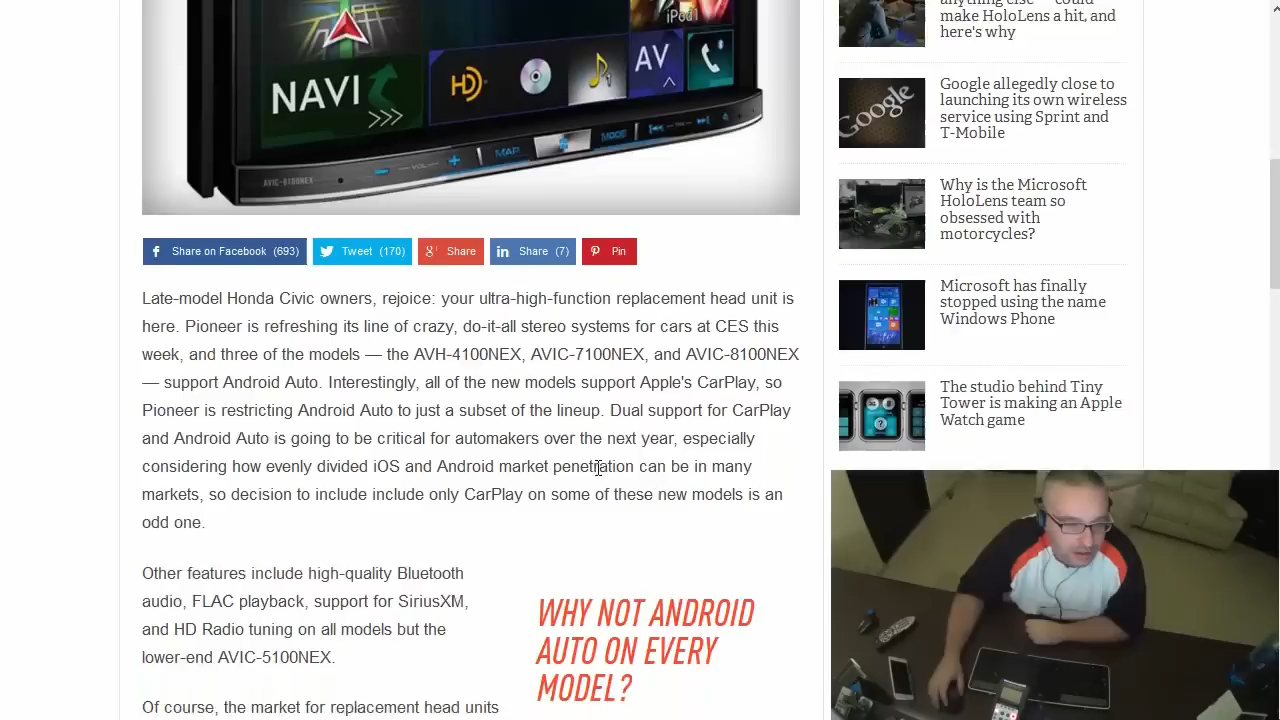 iPod1
NAVI
HD
AV
MAP
VOL
MODE
AVIC-8100NEX
Share on Facebook (693)
Tweet (170)
Share
Share (7)
Pin
Late-model Honda Civic owners, rejoice: your ultra-high-function replacement head unit is
here. Pioneer is refreshing its line of crazy, do-it-all stereo systems for cars at CES this
week, and three of the models — the AVH-4100NEX, AVIC-7100NEX, and AVIC-8100NEX
— support Android Auto. Interestingly, all of the new models support Apple's CarPlay, so
Pioneer is restricting Android Auto to just a subset of the lineup. Dual support for CarPlay
and Android Auto is going to be critical for automakers over the next year, especially
considering how evenly divided iOS and Android market penetration can be in many
markets, so decision to include include only CarPlay on some of these new models is an
odd one.
Other features include high-quality Bluetooth
audio, FLAC playback, support for SiriusXM,
and HD Radio tuning on all models but the
lower-end AVIC-5100NEX.
Of course, the market for replacement head units
WHY NOT ANDROID
AUTO ON EVERY
MODEL?
anything else — could
make HoloLens a hit, and
here's why
Google
Google allegedly close to
launching its own wireless
service using Sprint and
T-Mobile
Why is the Microsoft
HoloLens team so
obsessed with
motorcycles?
Microsoft has finally
stopped using the name
Windows Phone
The studio behind Tiny
Tower is making an Apple
Watch game